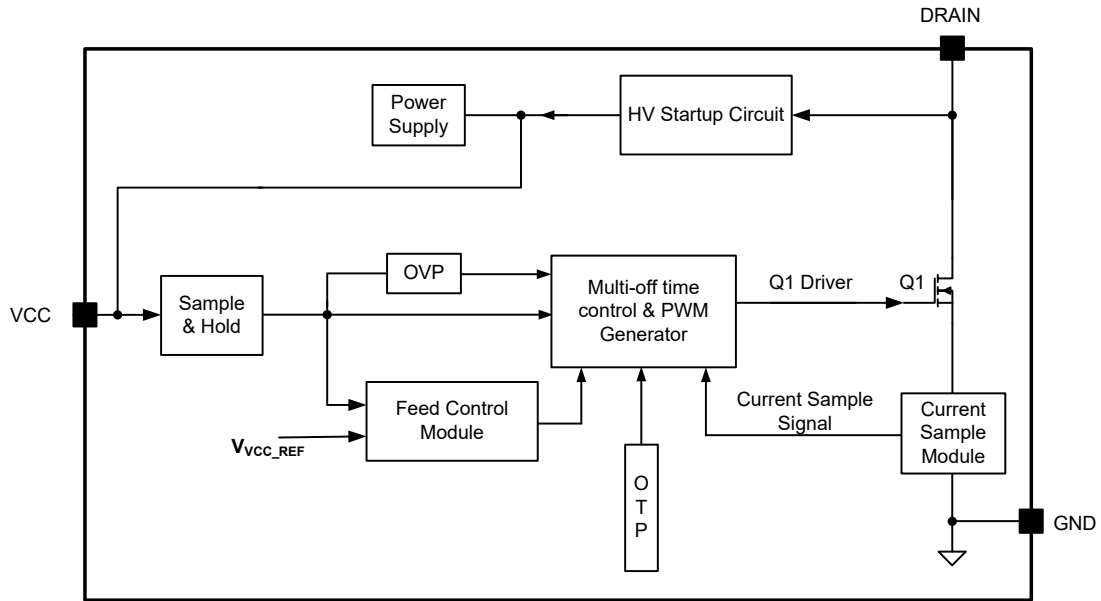 DRAIN
Power
Supply
HV Startup Circuit
OVP
Multi-off time
control & PWM
Generator
Q1 Driver
Q1
VCC
Sample
& Hold
Feed Control
Module
VVCC_REF
Current Sample
Signal
Current
Sample
Module
O
T
P
GND